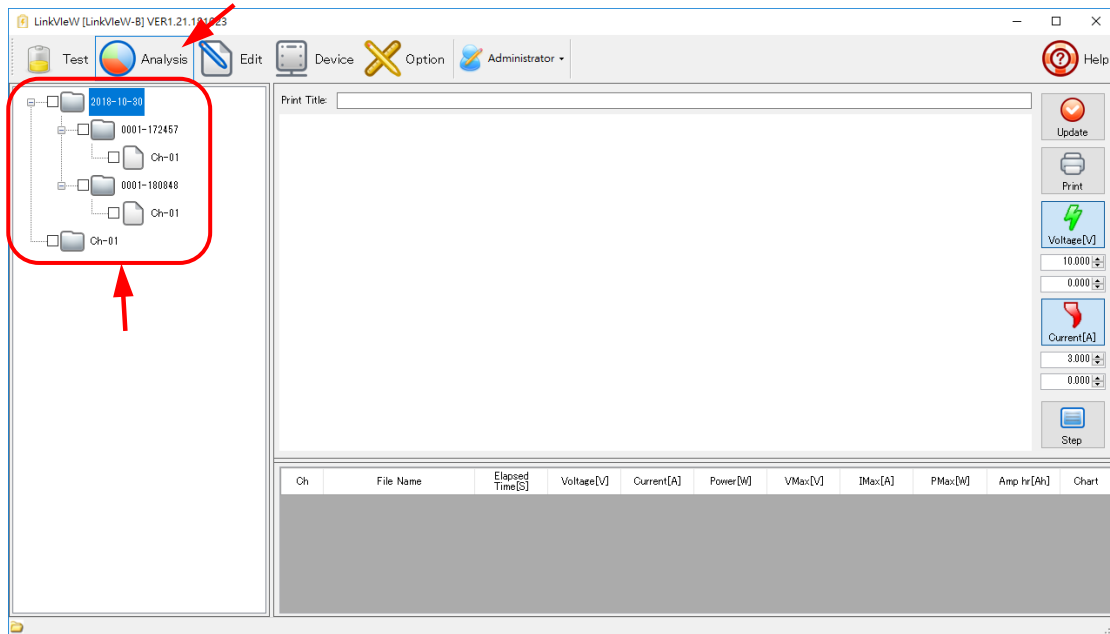 LinkVIeW [LinkVIeW-B] VER1.21.181023
Test Analysis Edit Device Option Administrator Help
2018-10-30
0001-172457
Ch-01
0001-180848
Ch-01
Ch-01
Print Title:
Update
Print
Voltage[V]
10.000
0.000
Current[A]
3.000
0.000
Step
Ch File Name Elapsed Time[S] Voltage[V] Current[A] Power[W] VMax[V] IMax[A] PMax[W] Amp hr[Ah] Chart